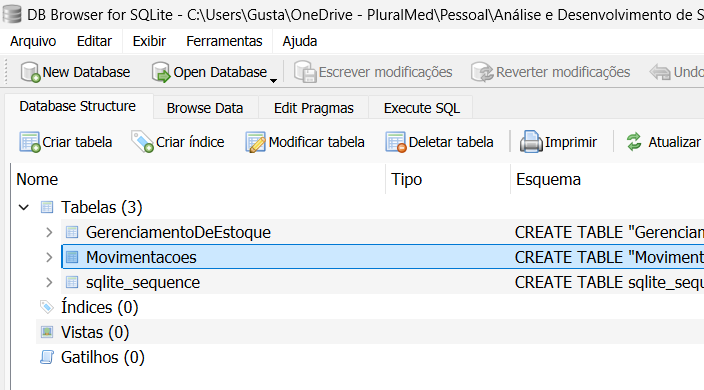 DB Browser for SQLite - C:\Users\Gusta\OneDrive - PluralMed\Pessoal\Análise e Desenvolvimento de S
Arquivo Editar Exibir Ferramentas Ajuda
New Database Open Database Escrever modificações Reverter modificações Undo
Database Structure Browse Data Edit Pragmas Execute SQL
Criar tabela Criar índice Modificar tabela Deletar tabela Imprimir Atualizar
Nome Tipo Esquema
Tabelas (3)
GerenciamentoDeEstoque CREATE TABLE "Gerenciam
Movimentacoes CREATE TABLE "Moviment
sqlite_sequence CREATE TABLE sqlite_sequ
Índices (0)
Vistas (0)
Gatilhos (0)